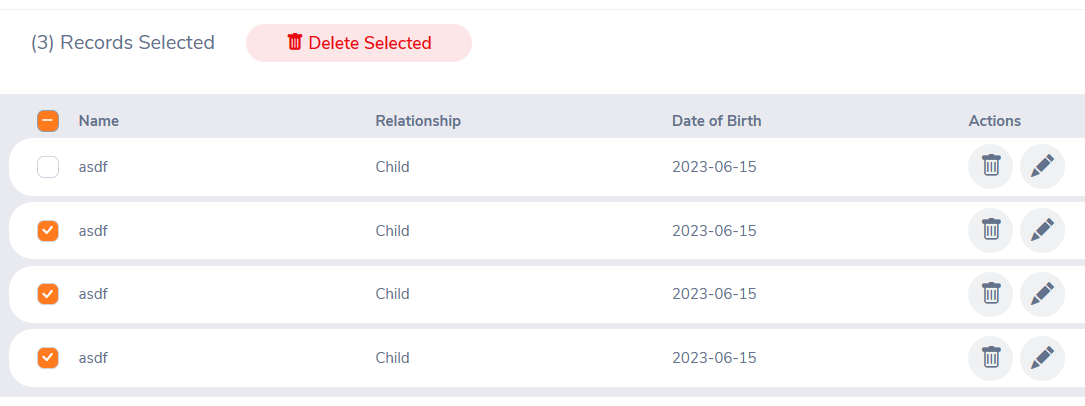 (3) Records Selected Delete Selected
Name Relationship Date of Birth Actions
asdf Child 2023-06-15
asdf Child 2023-06-15
asdf Child 2023-06-15
asdf Child 2023-06-15